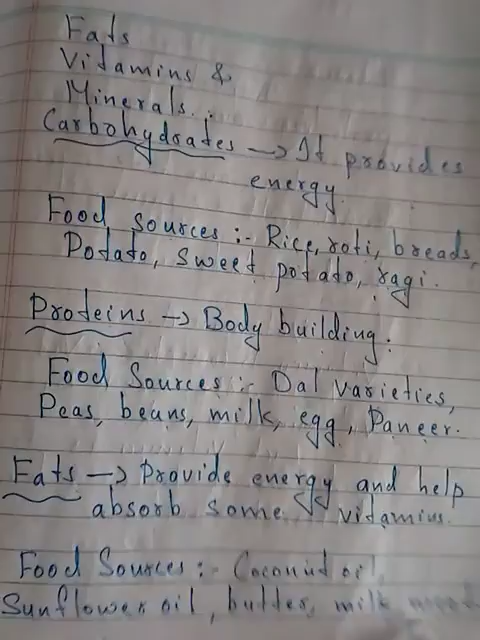 Fats
Vitamins &
Minerals.
Carbohydrates → It provides
energy.
Food sources :- Rice, roti, breads,
Potato, sweet potato, ragi.
Proteins → Body building.
Food Sources :- Dal varieties,
Peas, beans, milk, egg, Paneer.
Fats → Provide energy and help
absorb some vitamins.
Food Sources :- Coconut oil,
Sunflower oil, butter, milk